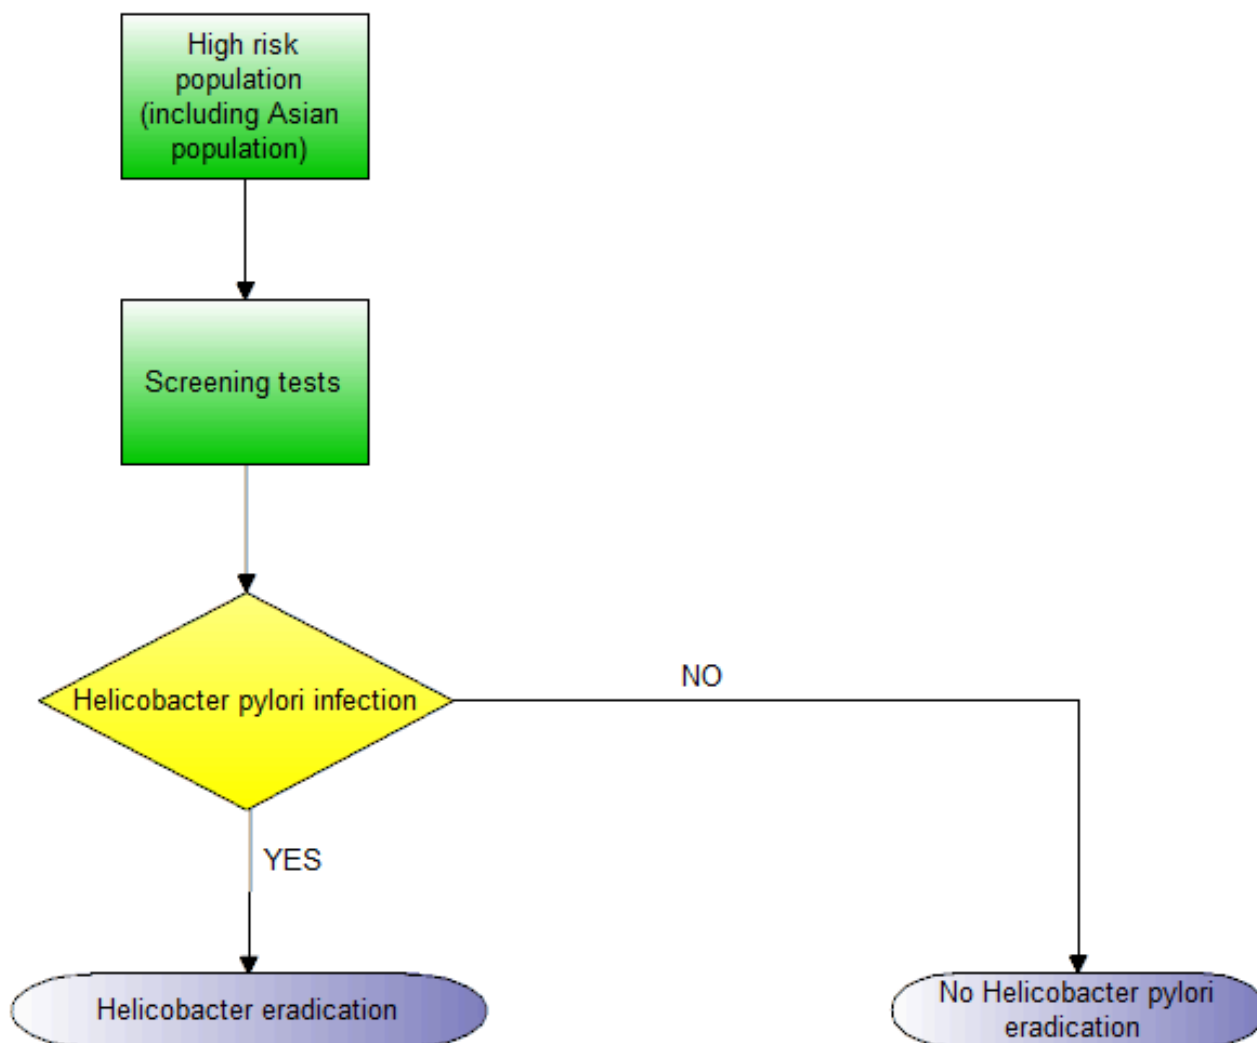 High risk
population
(including Asian
population)
Screening tests
Helicobacter pylori infection
NO
YES
Helicobacter eradication
No Helicobacter pylori
eradication